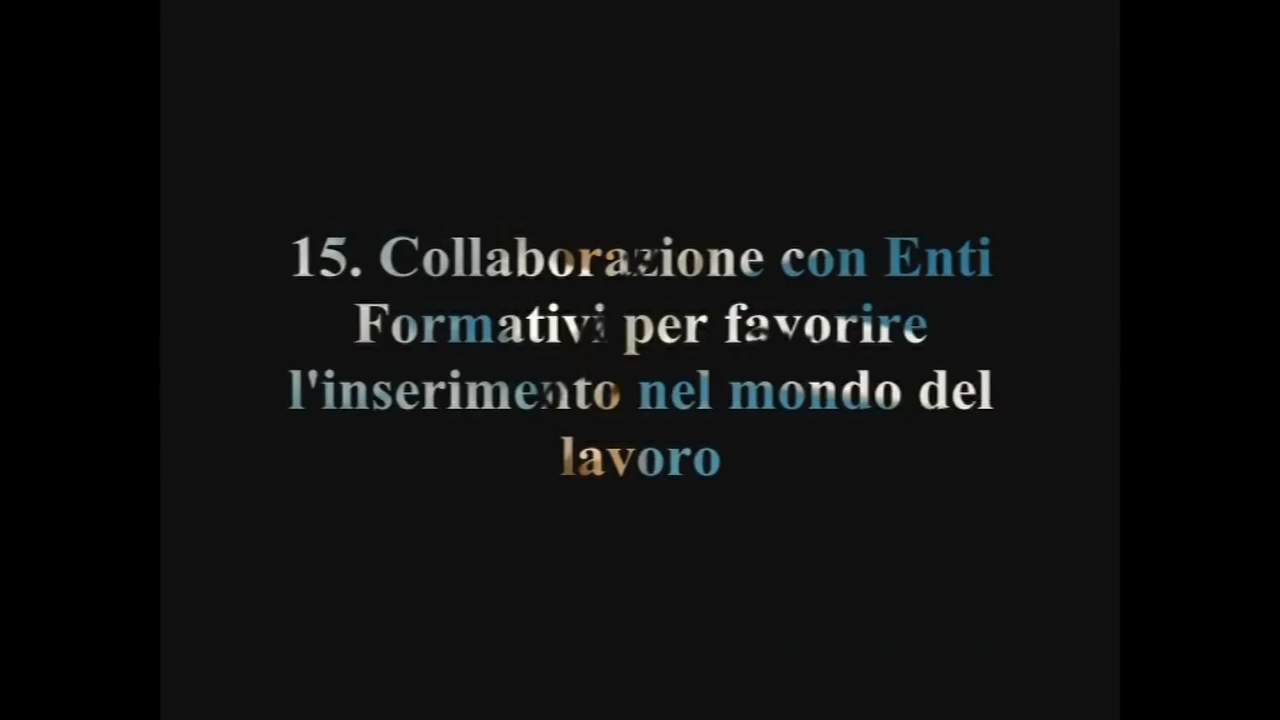 15. Collaborazione con Enti
Formativi per favorire
l'inserimento nel mondo del
lavoro